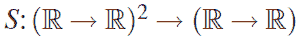 S: (ℝ → ℝ)² → (ℝ → ℝ)